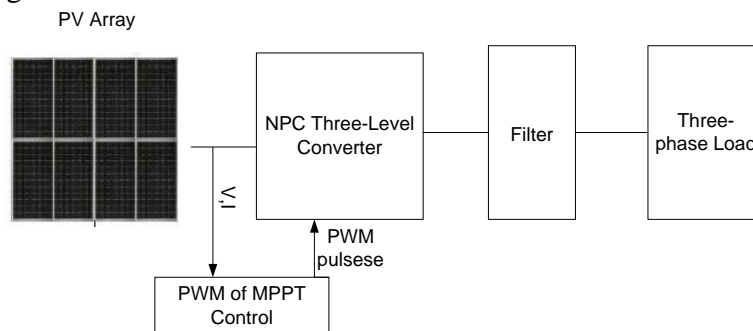 PV Array
NPC Three-Level
Converter
Filter
Three-
phase Load
V,I
PWM
pulsese
PWM of MPPT
Control